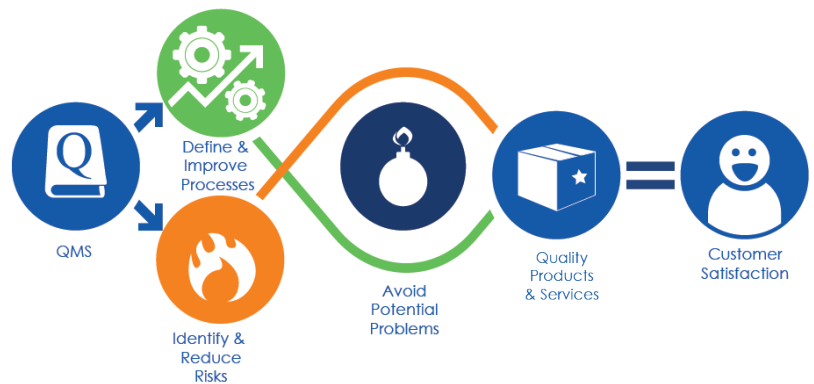 Q
QMS
Define &
Improve
Processes
Identify &
Reduce
Risks
Avoid
Potential
Problems
Quality
Products
& Services
Customer
Satisfaction